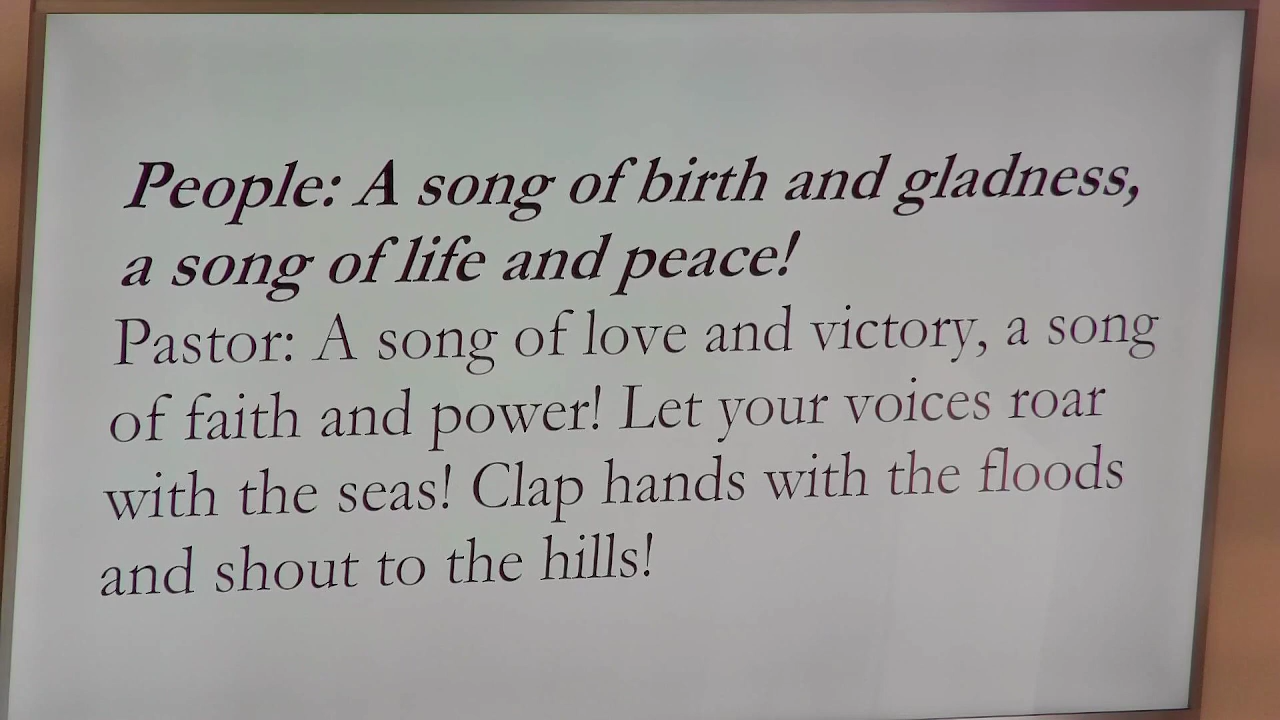 People: A song of birth and gladness,
a song of life and peace!
Pastor: A song of love and victory, a song
of faith and power! Let your voices roar
with the seas! Clap hands with the floods
and shout to the hills!